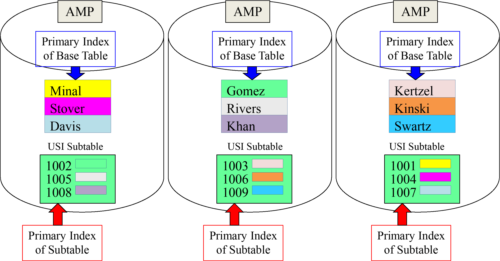 AMP
Primary Index
of Base Table
Minal
Stover
Davis
USI Subtable
1002
1005
1008
Primary Index
of Subtable
AMP
Primary Index
of Base Table
Gomez
Rivers
Khan
USI Subtable
1003
1006
1009
Primary Index
of Subtable
AMP
Primary Index
of Base Table
Kertzel
Kinski
Swartz
USI Subtable
1001
1004
1007
Primary Index
of Subtable